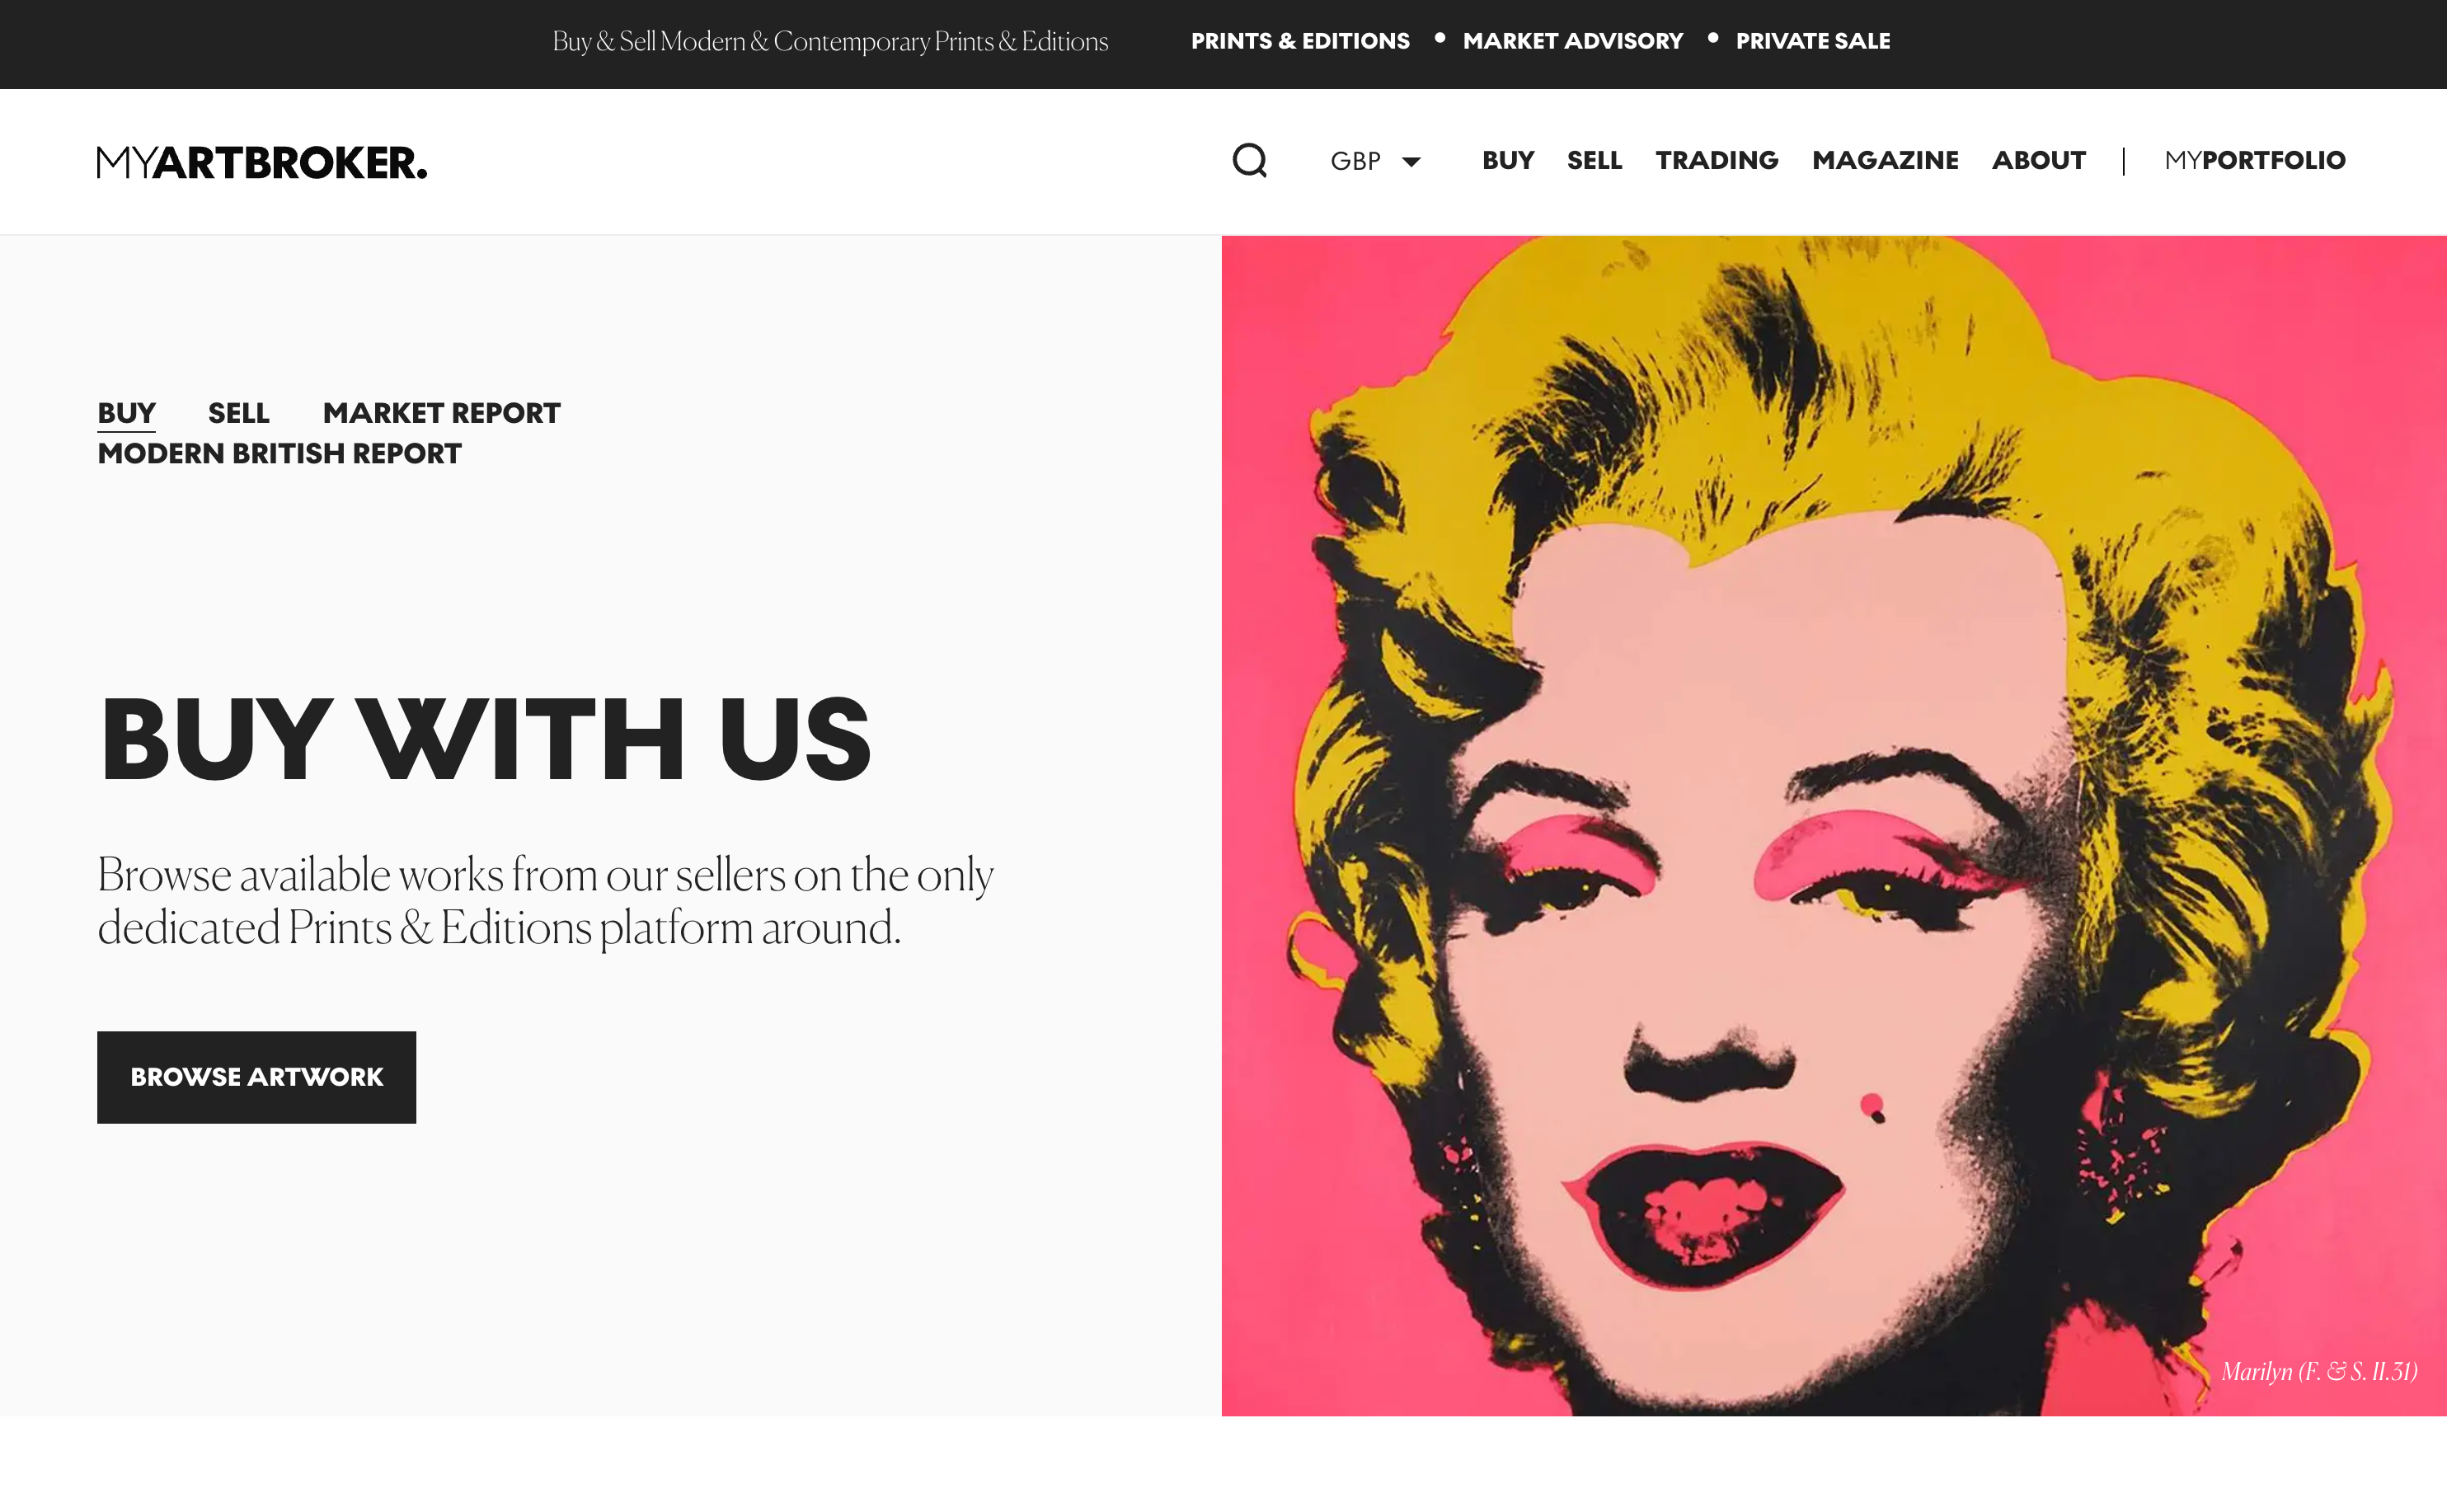 Buy & Sell Modern & Contemporary Prints & Editions PRINTS & EDITIONS • MARKET ADVISORY • PRIVATE SALE
MYARTBROKER.
GBP BUY SELL TRADING MAGAZINE ABOUT | MYPORTFOLIO
BUY SELL MARKET REPORT
MODERN BRITISH REPORT
BUY WITH US
Browse available works from our sellers on the only
dedicated Prints & Editions platform around.
BROWSE ARTWORK
Marilyn (F. & S. II.31)